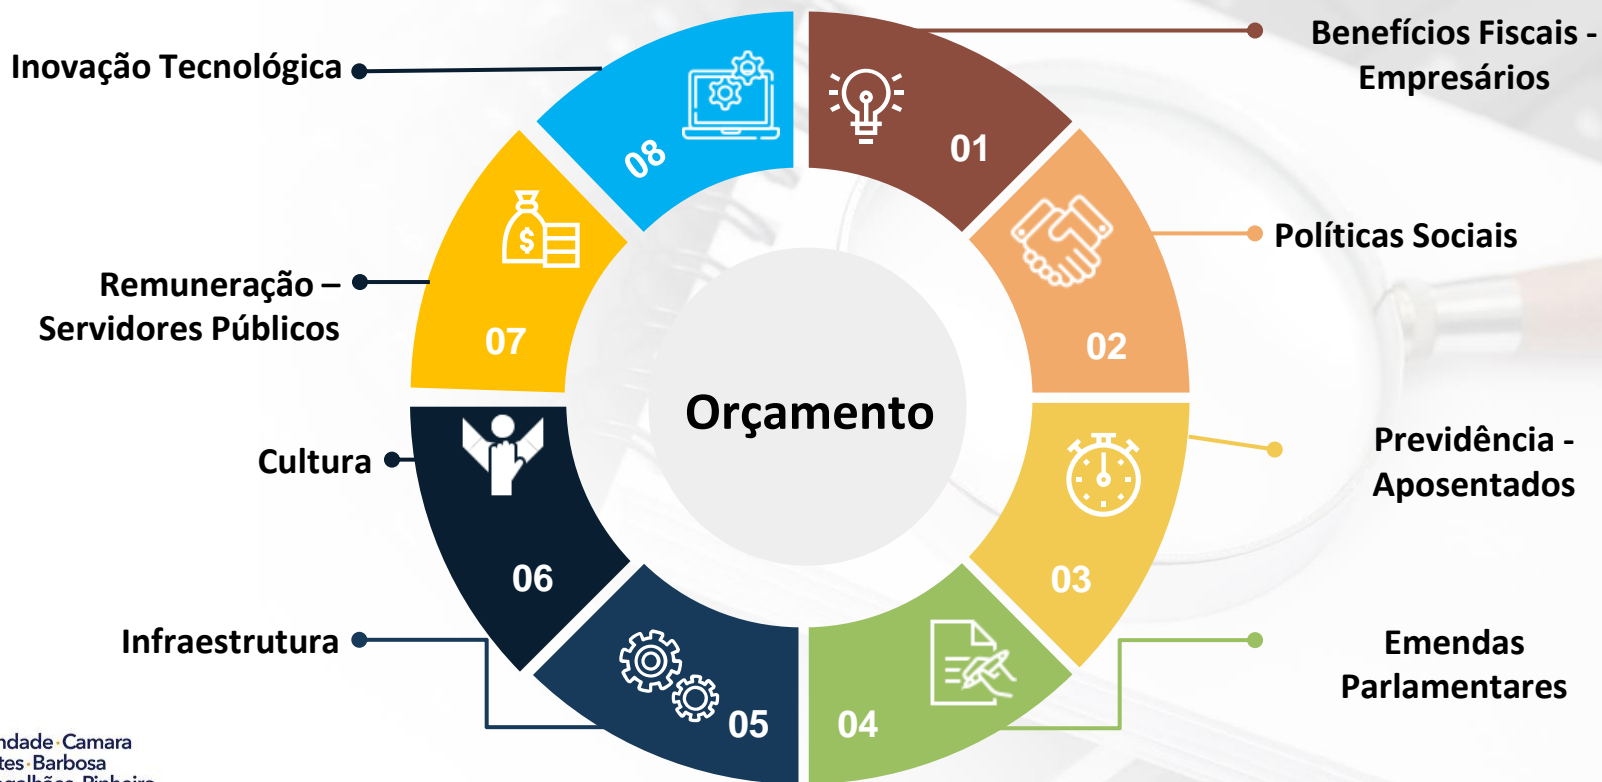 Inovação Tecnológica
Benefícios Fiscais -
Empresários
08
01
Políticas Sociais
Remuneração –
Servidores Públicos
07
02
Orçamento
Cultura
Previdência -
Aposentados
06
03
Infraestrutura
Emendas
Parlamentares
05
04
$
Camara
Barbosa
Pinheiro